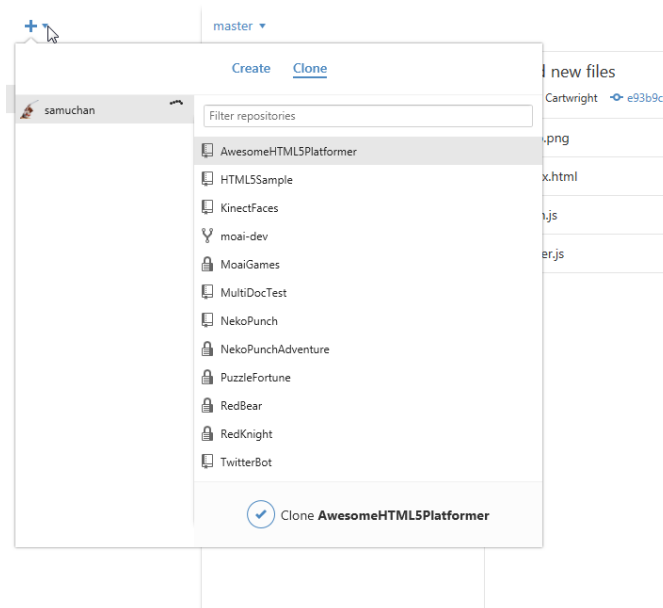 master
Create Clone
samuchan
Filter repositories
AwesomeHTML5Platformer
HTML5Sample
KinectFaces
moai-dev
MoaiGames
MultiDocTest
NekoPunch
NekoPunchAdventure
PuzzleFortune
RedBear
RedKnight
TwitterBot
Clone AwesomeHTML5Platformer
new files
Cartwright e93b9c
.png
x.html
.js
er.js